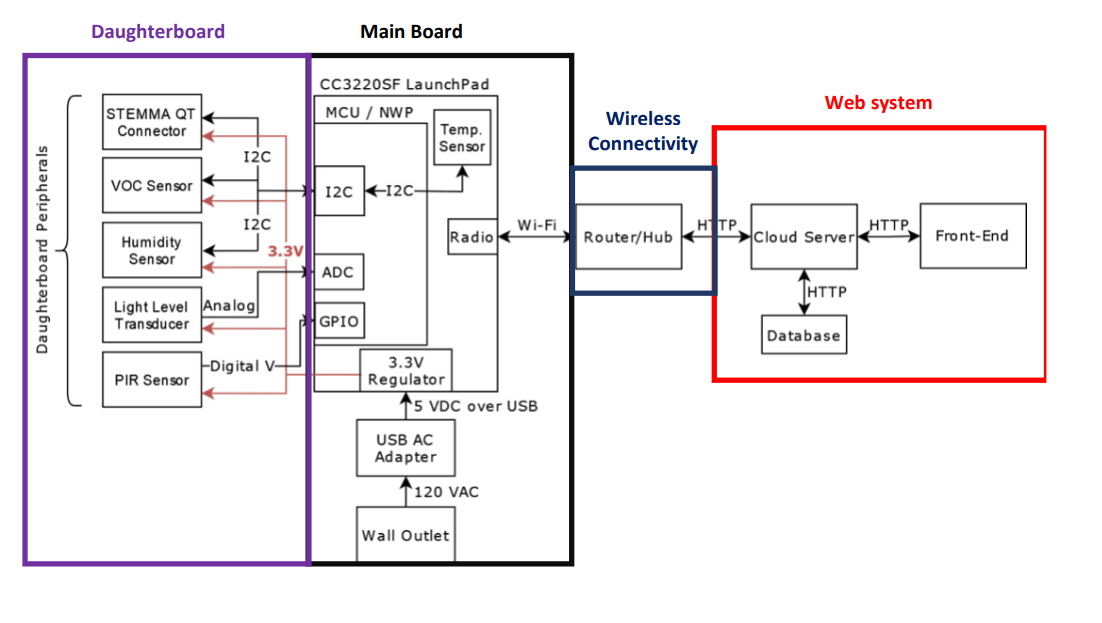 Daughterboard
Main Board
CC3220SF LaunchPad
Web system
Wireless
Connectivity
Daughterboard Peripherals
STEMMA QT
Connector
VOC Sensor
Humidity
Sensor
Light Level
Transducer
PIR Sensor
I2C
I2C
3.3V
Analog
Digital V
MCU / NWP
Temp.
Sensor
I2C
I2C
Radio
ADC
GPIO
3.3V
Regulator
5 VDC over USB
USB AC
Adapter
120 VAC
Wall Outlet
Wi-Fi
Router/Hub
HTTP
Cloud Server
HTTP
Front-End
HTTP
Database